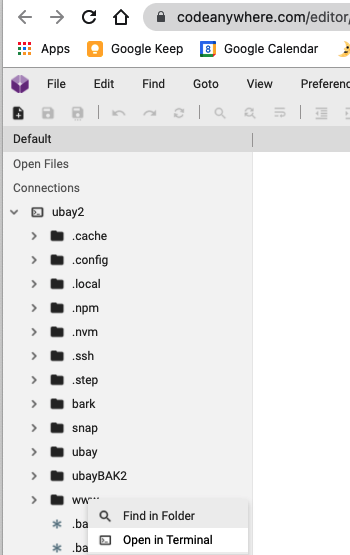 codeanywhere.com/editor/
Apps Google Keep Google Calendar
File Edit Find Goto View
Default
Open Files
Connections
ubay2
.cache
.config
.local
.npm
.nvm
.ssh
.step
bark
snap
ubay
ubayBAK2
www
Find in Folder
Open in Terminal
.ba
.ba